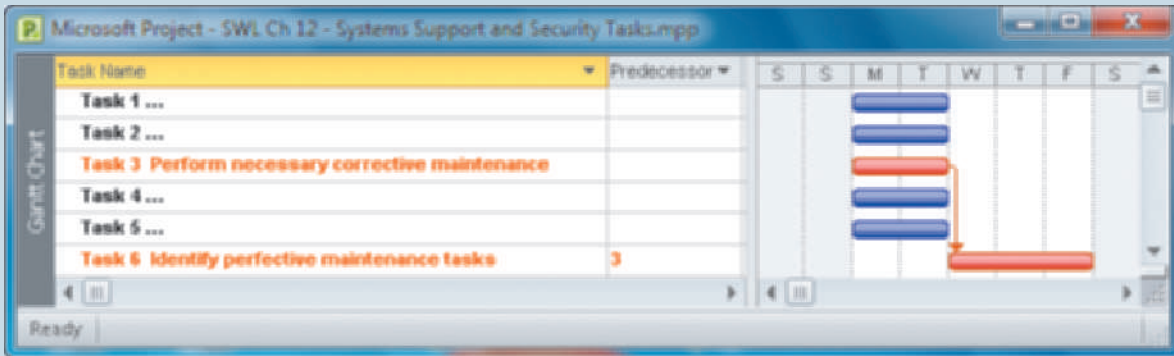 Microsoft Project - SWL Ch 12 - Systems Support and Security Tasks.mpp
Task Name Predecessor S S M T W T F S
Gantt Chart
Task 1 ...
Task 2 ...
Task 3 Perform necessary corrective maintenance
Task 4 ...
Task 5 ...
Task 6 Identify perfective maintenance tasks 3
Ready